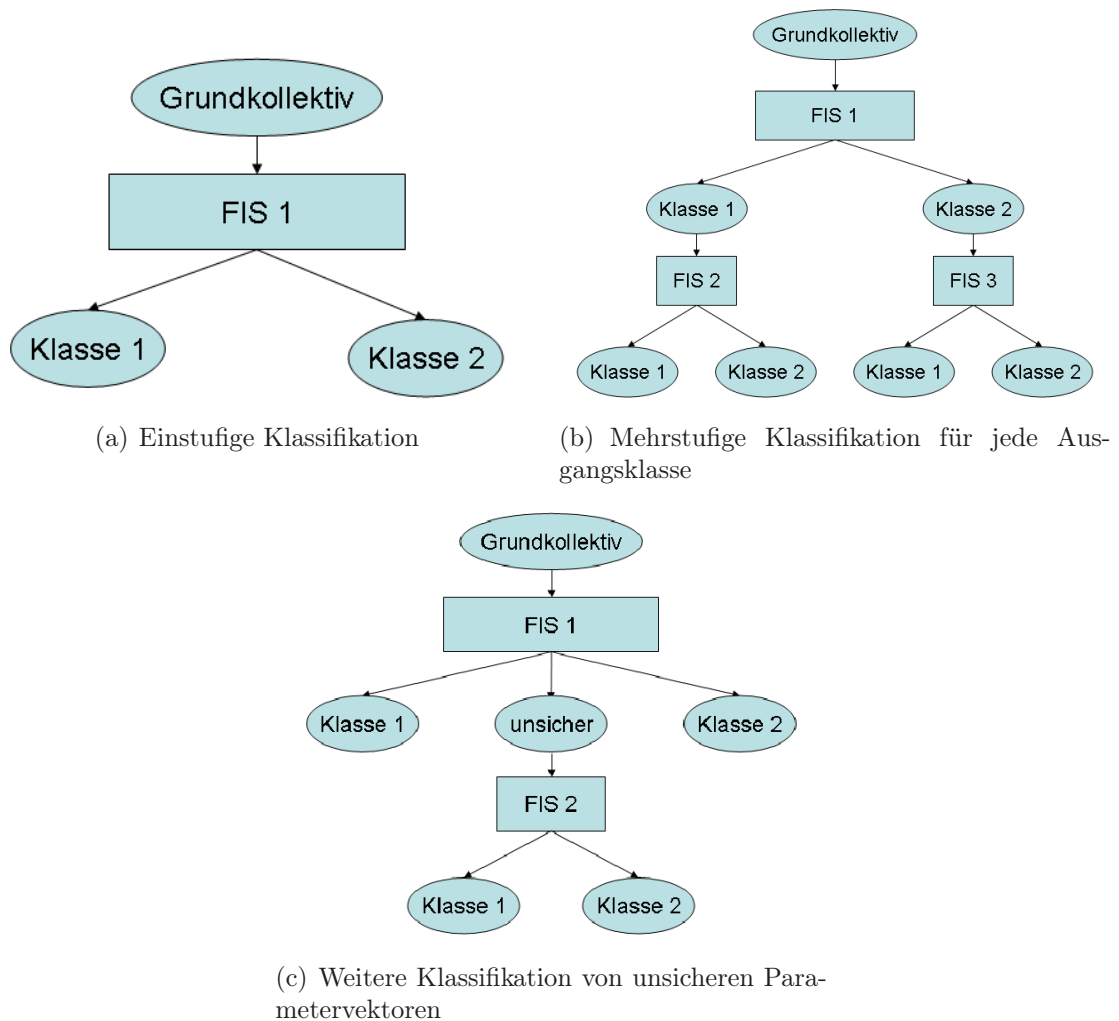 Grundkollektiv
FIS 1
Klasse 1
Klasse 2
(a) Einstufige Klassifikation
Grundkollektiv
FIS 1
Klasse 1
Klasse 2
FIS 2
FIS 3
Klasse 1
Klasse 2
Klasse 1
Klasse 2
(b) Mehrstufige Klassifikation für jede Aus-
gangsklasse
Grundkollektiv
FIS 1
Klasse 1
unsicher
Klasse 2
FIS 2
Klasse 1
Klasse 2
(c) Weitere Klassifikation von unsicheren Para-
metervektoren